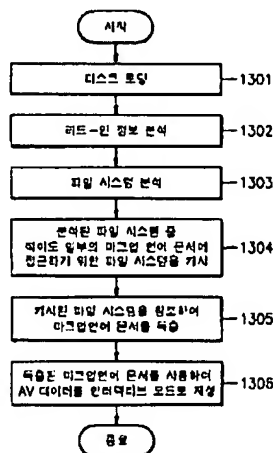 시작
디스크 로딩
1301
리드-인 정보 분석
1302
파일 시스템 분석
1303
분석된 파일 시스템 중
적어도 일부의 마크업 언어 문서에
접근하기 위한 파일 시스템을 캐시
1304
캐시된 파일 시스템을 참조하여
마크업언어 문서를 독출
1305
독출된 마크업언어 문서를 사용하여
AV 데이터를 인터랙티브 모드로 재생
1306
종료